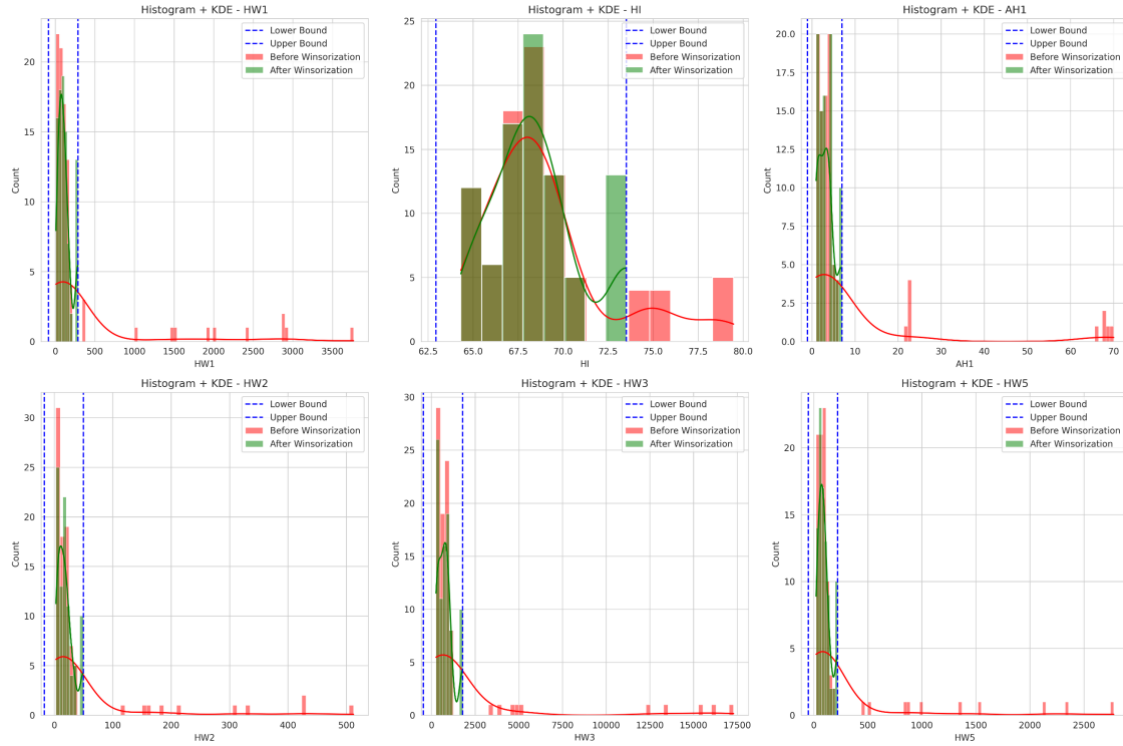 Histogram + KDE - HW1
Lower Bound
Upper Bound
Before Winsorization
After Winsorization
Count
20
15
10
5
0
0 500 1000 1500 2000 2500 3000 3500
HW1
Histogram + KDE - HI
Lower Bound
Upper Bound
Before Winsorization
After Winsorization
Count
25
20
15
10
5
0
62.5 65.0 67.5 70.0 72.5 75.0 77.5 80.0
HI
Histogram + KDE - AH1
Lower Bound
Upper Bound
Before Winsorization
After Winsorization
Count
20.0
17.5
15.0
12.5
10.0
7.5
5.0
2.5
0.0
0 10 20 30 40 50 60 70
AH1
Histogram + KDE - HW2
Lower Bound
Upper Bound
Before Winsorization
After Winsorization
Count
30
25
20
15
10
5
0
0 100 200 300 400 500
HW2
Histogram + KDE - HW3
Lower Bound
Upper Bound
Before Winsorization
After Winsorization
Count
30
25
20
15
10
5
0
0 2500 5000 7500 10000 12500 15000 17500
HW3
Histogram + KDE - HW5
Lower Bound
Upper Bound
Before Winsorization
After Winsorization
Count
20
15
10
5
0
0 500 1000 1500 2000 2500
HW5